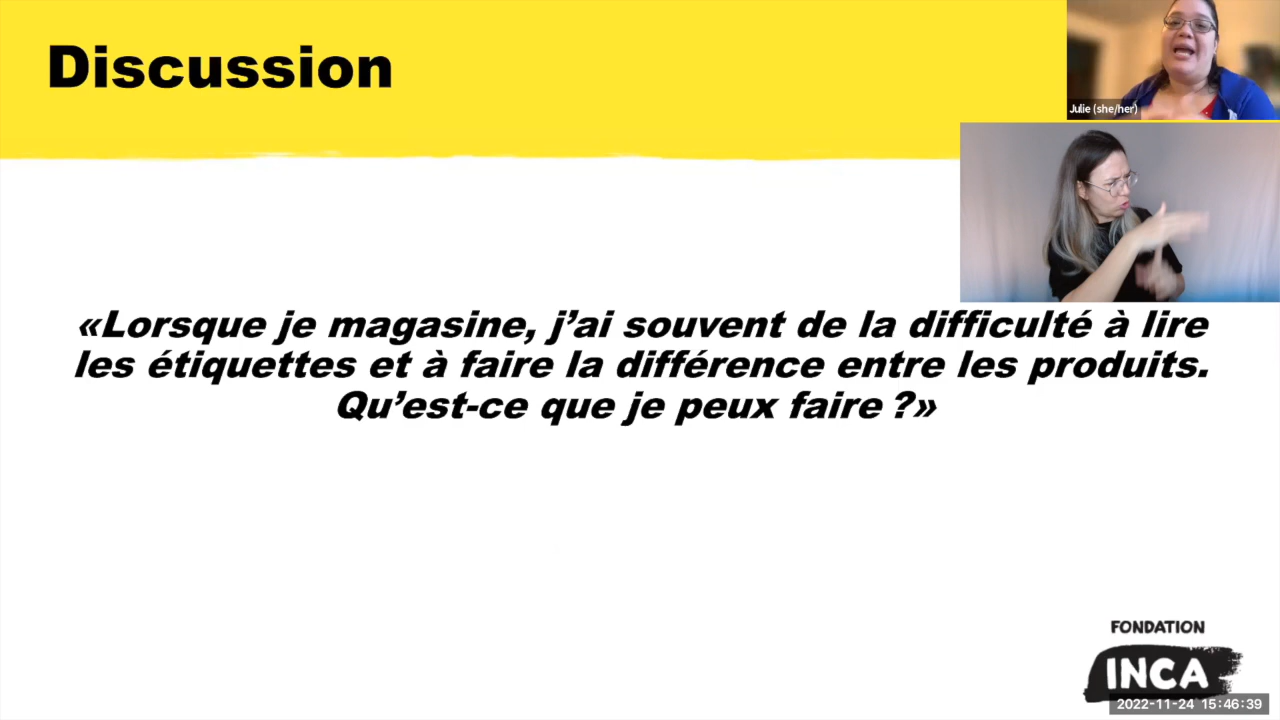 Discussion
Julie (she/her)
«Lorsque je magasine, j’ai souvent de la difficulté à lire
les étiquettes et à faire la différence entre les produits.
Qu’est-ce que je peux faire ?»
FONDATION
INCA
2022-11-24 15:46:39